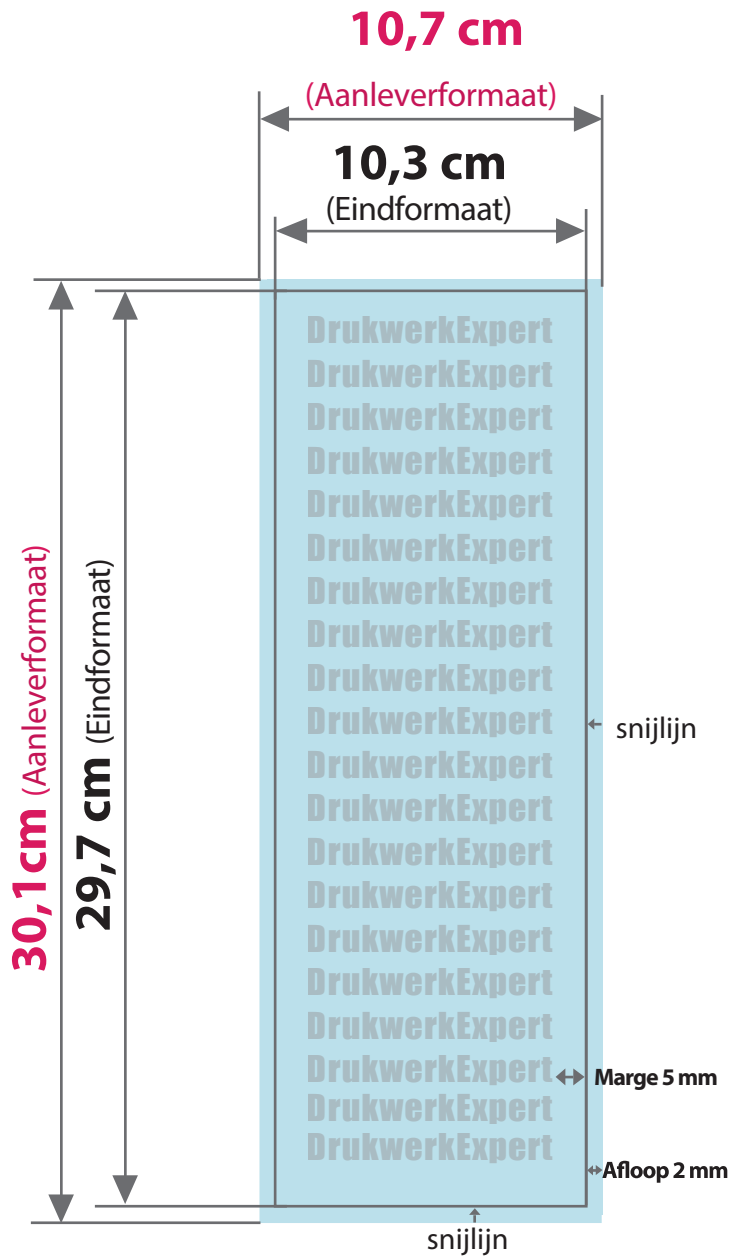 10,7 cm
(Aanleverformaat)
10,3 cm
(Eindformaat)
30,1cm (Aanleverformaat)
29,7 cm (Eindformaat)
DrukwerkExpert
DrukwerkExpert
DrukwerkExpert
DrukwerkExpert
DrukwerkExpert
DrukwerkExpert
DrukwerkExpert
DrukwerkExpert
DrukwerkExpert
DrukwerkExpert
snijlijn
DrukwerkExpert
DrukwerkExpert
DrukwerkExpert
DrukwerkExpert
DrukwerkExpert
DrukwerkExpert
DrukwerkExpert
DrukwerkExpert
Marge 5 mm
DrukwerkExpert
DrukwerkExpert
Afloop 2 mm
snijlijn